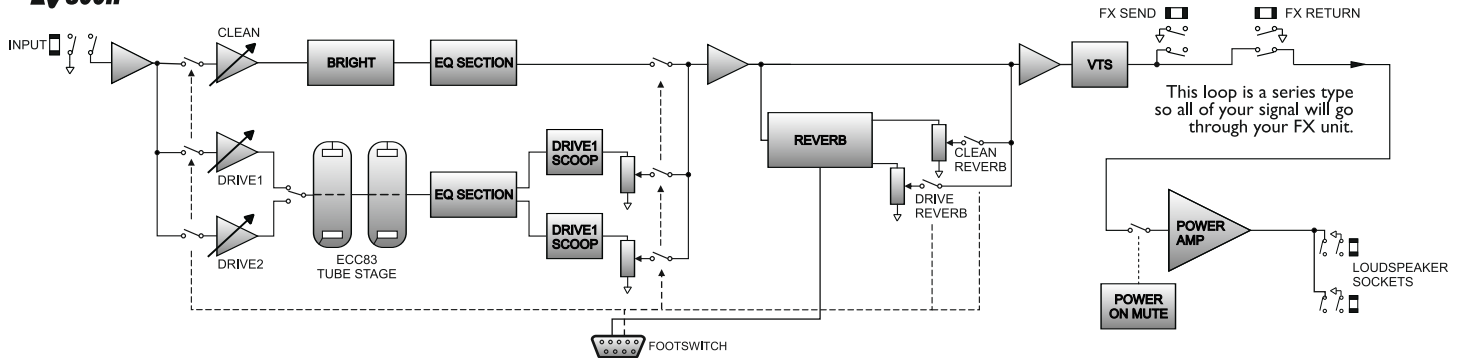 INPUT
CLEAN
BRIGHT
EQ SECTION
DRIVE1
DRIVE2
ECC83
TUBE STAGE
EQ SECTION
DRIVE1
SCOOP
DRIVE1
SCOOP
FOOTSWITCH
REVERB
CLEAN
REVERB
DRIVE
REVERB
VTS
FX SEND
FX RETURN
This loop is a series type
so all of your signal will go
through your FX unit.
POWER
AMP
POWER
ON MUTE
LOUDSPEAKER
SOCKETS